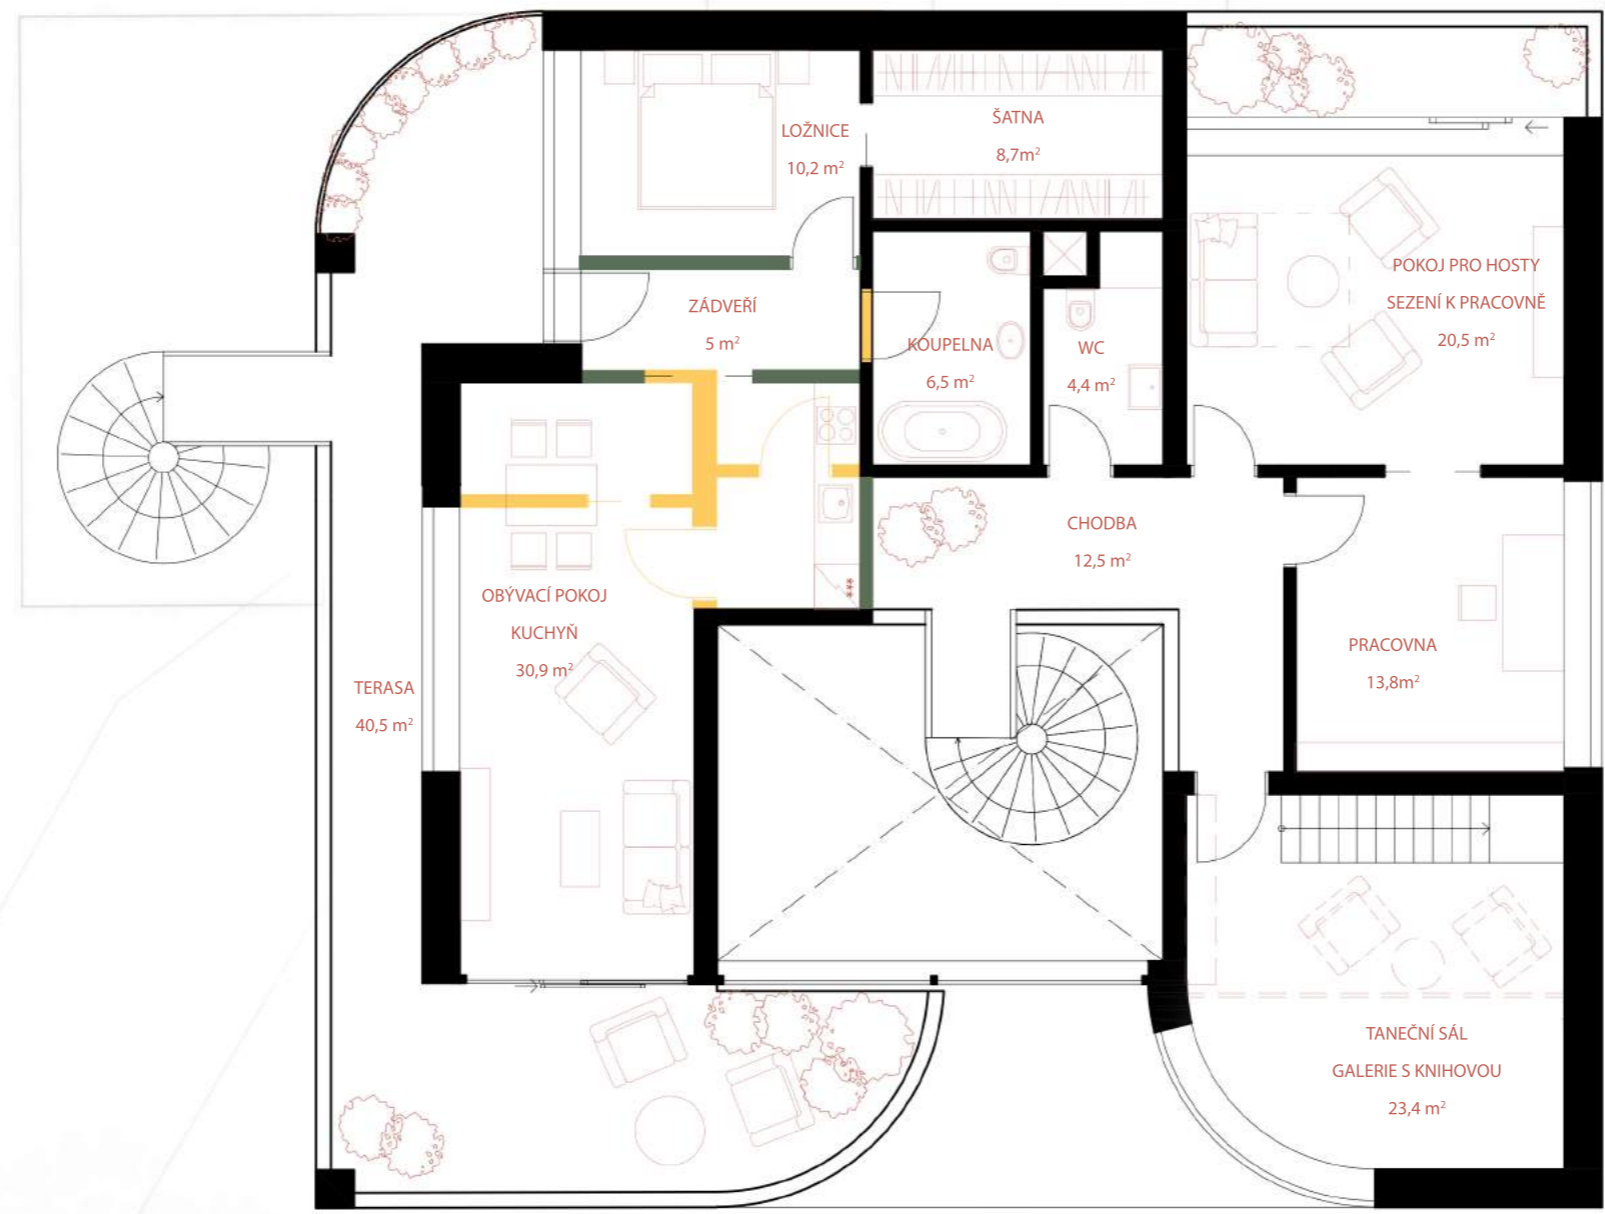 LOŽNICE
10,2 m²
ŠATNA
8,7m²
ZÁDVEŘÍ
5 m²
KOUPELNA
6,5 m²
WC
4,4 m²
POKOJ PRO HOSTY
SEZENÍ K PRACOVNĚ
20,5 m²
CHODBA
12,5 m²
OBÝVACÍ POKOJ
KUCHYŇ
30,9 m²
TERASA
40,5 m²
PRACOVNA
13,8m²
TANEČNÍ SÁL
GALERIE S KNIHOVOU
23,4 m²